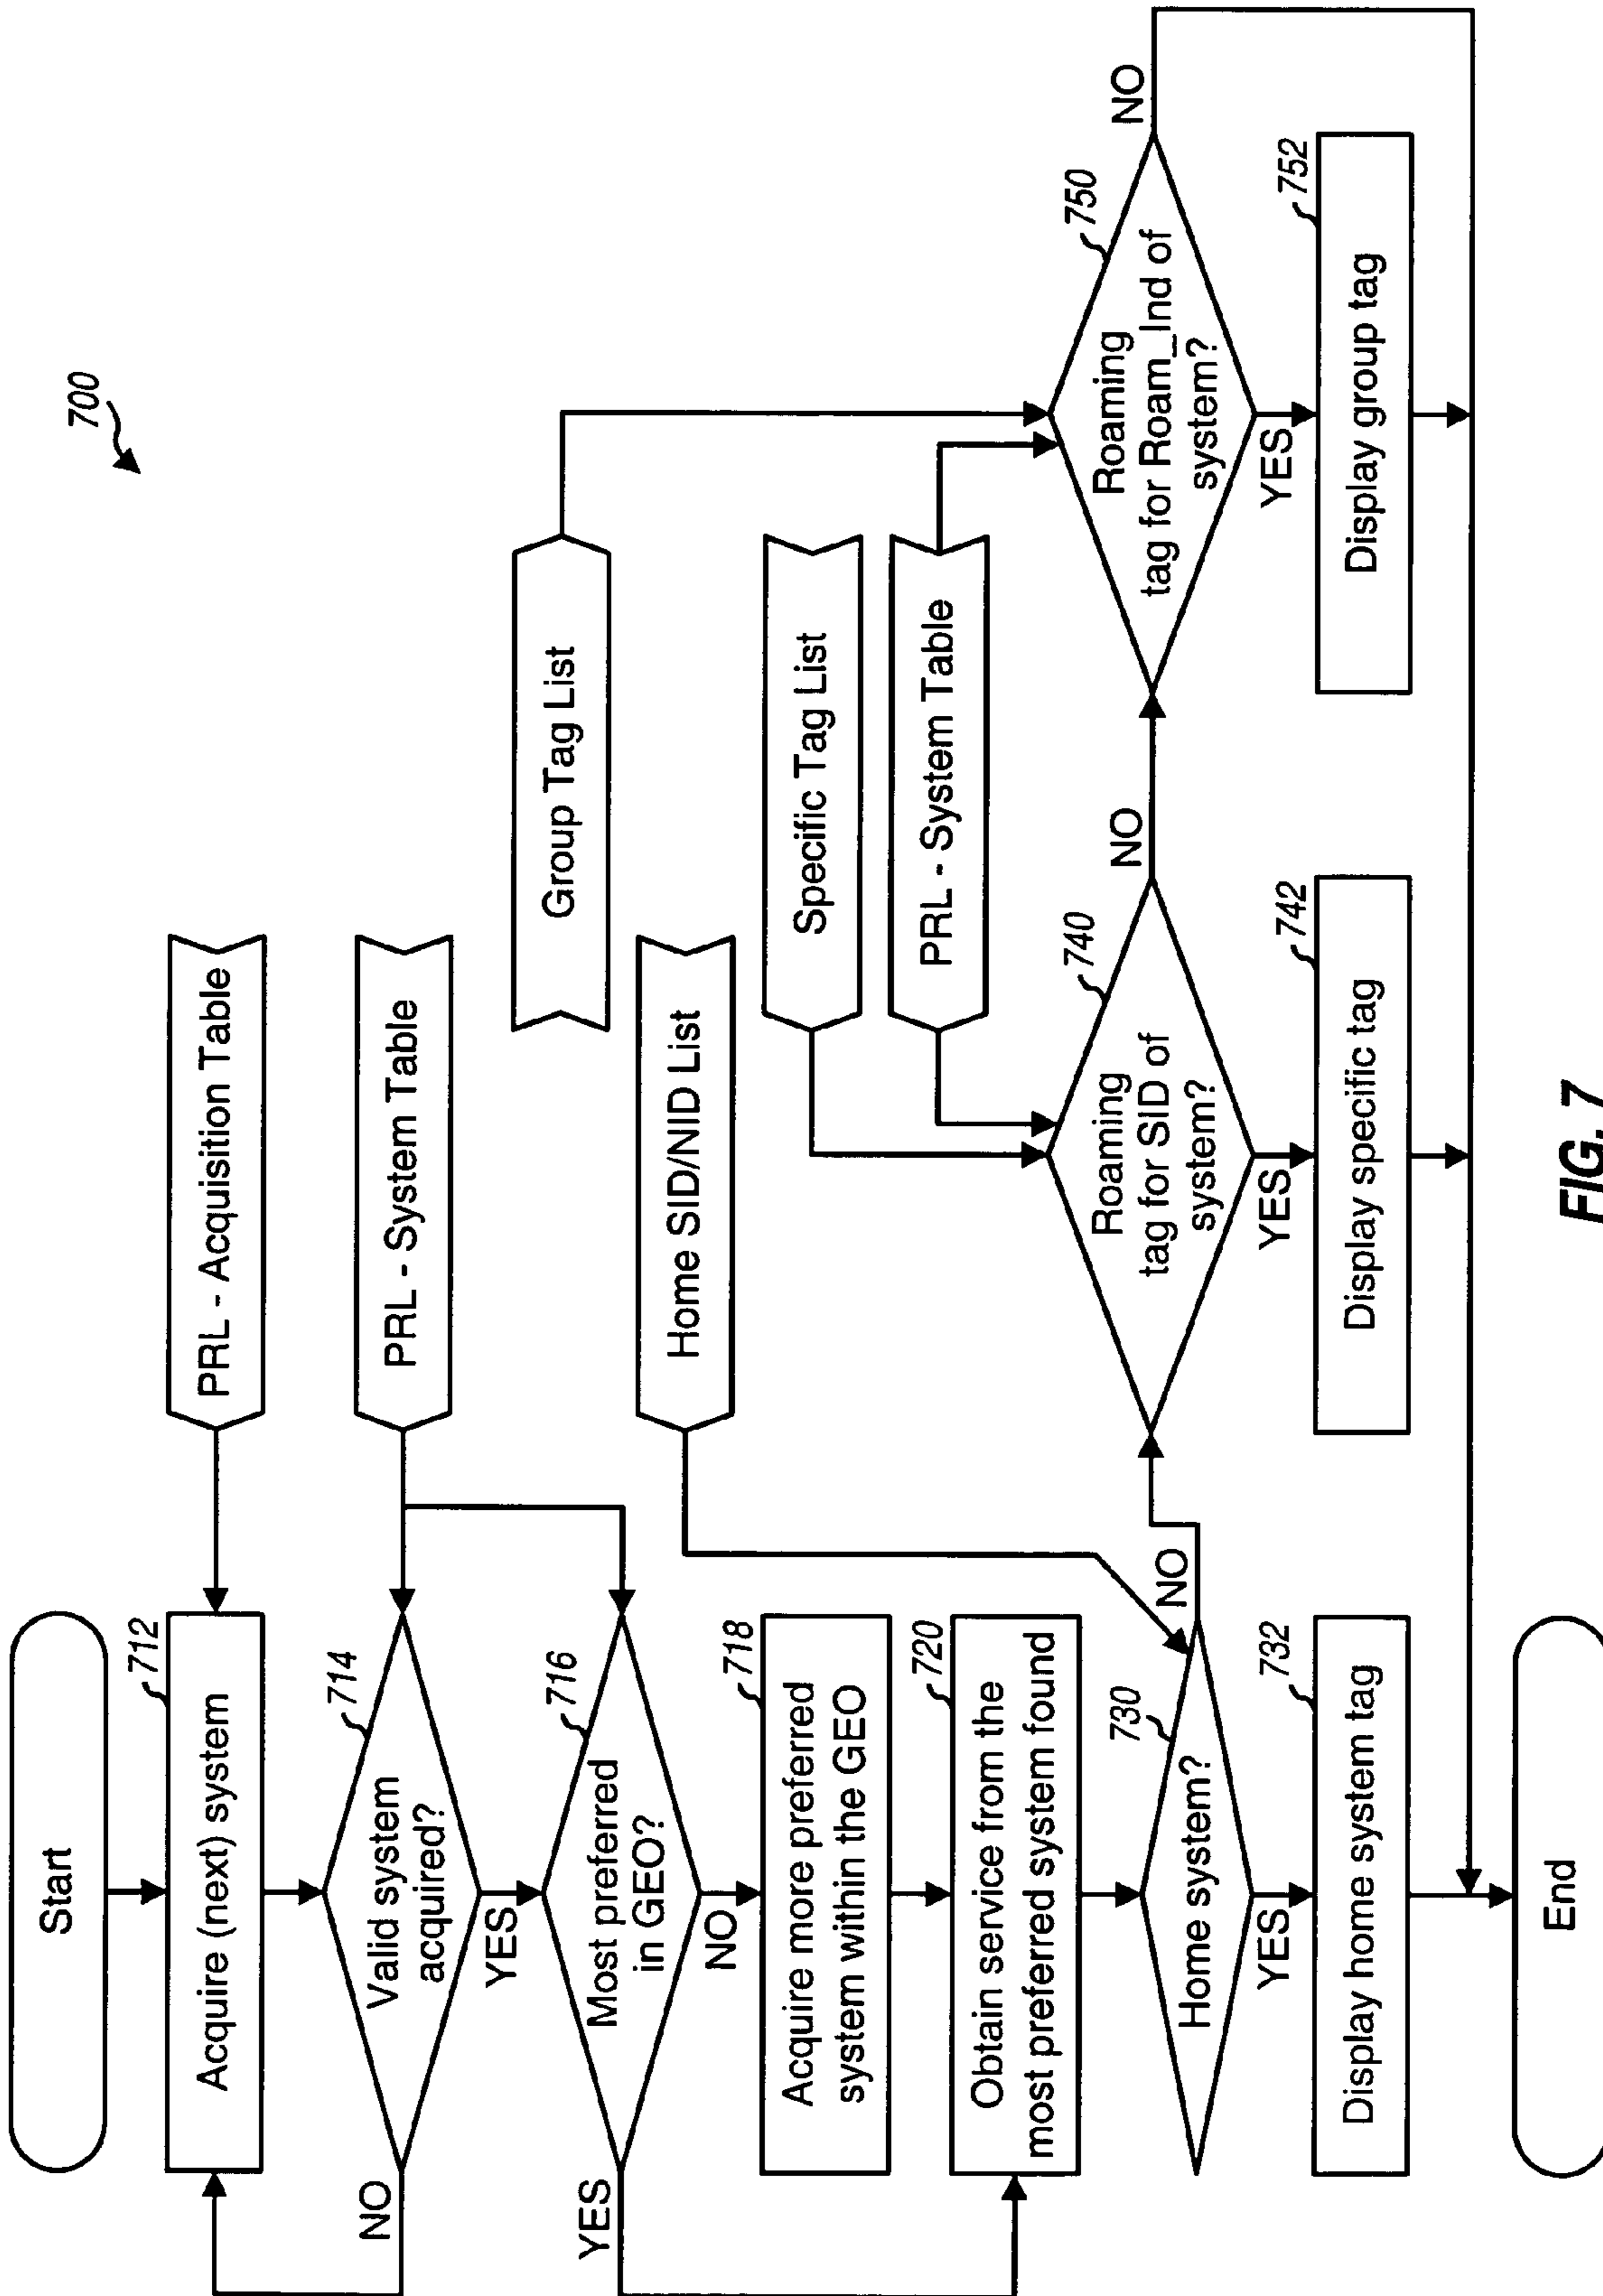 700
Start
712
Acquire (next) system
PRL - Acquisition Table
714
Valid system
acquired?
NO
YES
PRL - System Table
716
Most preferred
in GEO?
YES
NO
Group Tag List
Home SID/NID List
718
Acquire more preferred
system within the GEO
Specific Tag List
720
Obtain service from the
most preferred system found
PRL - System Table
730
Home system?
NO
YES
740
Roaming
tag for SID of
system?
NO
YES
750
Roaming
tag for Roam_Ind of
system?
NO
YES
732
Display home system tag
742
Display specific tag
752
Display group tag
End
FIG. 7